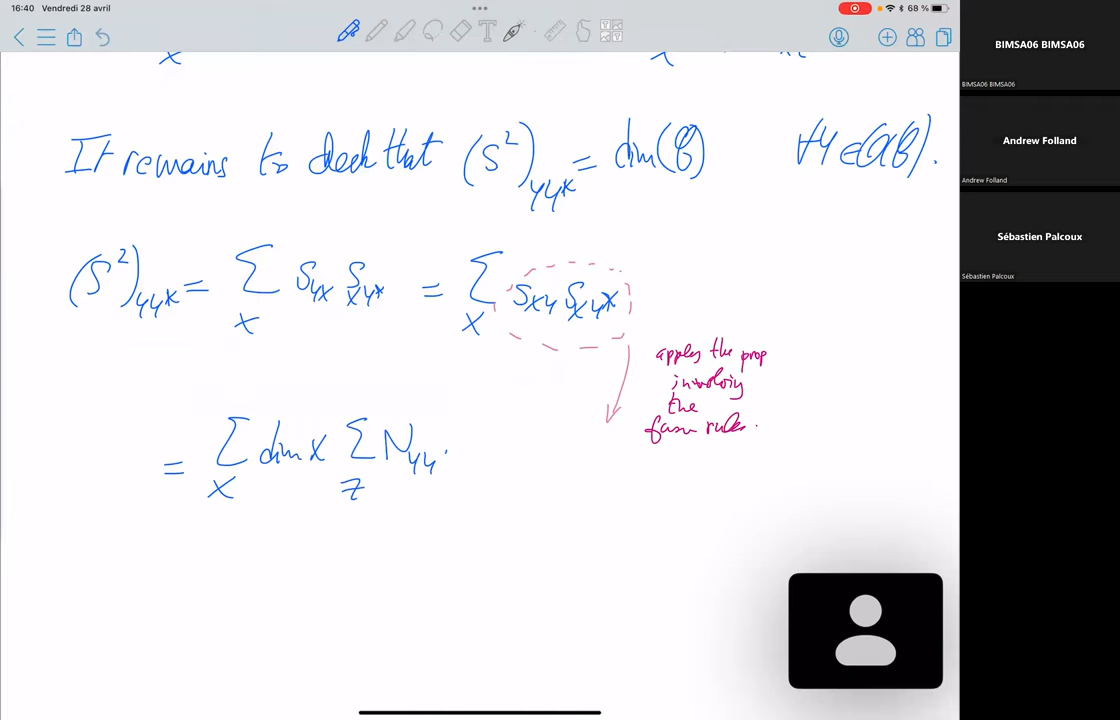 16:40 Vendredi 28 avril
68 %
It remains to check that (S²)_{YY*} = dim(𝒞) ∀Y ∈ O(𝒞).
(S²)_{YY*} = Σ_X S_{YX} S_{XY*} = Σ_X S_{XY} S_{XY*}
apples the prop
involving
the
fusion rules.
= Σ_X dim X Σ_Z N_{YY}.
BIMSA06 BIMSA06
BIMSA06 BIMSA06
Andrew Folland
Andrew Folland
Sébastien Palcoux
Sébastien Palcoux